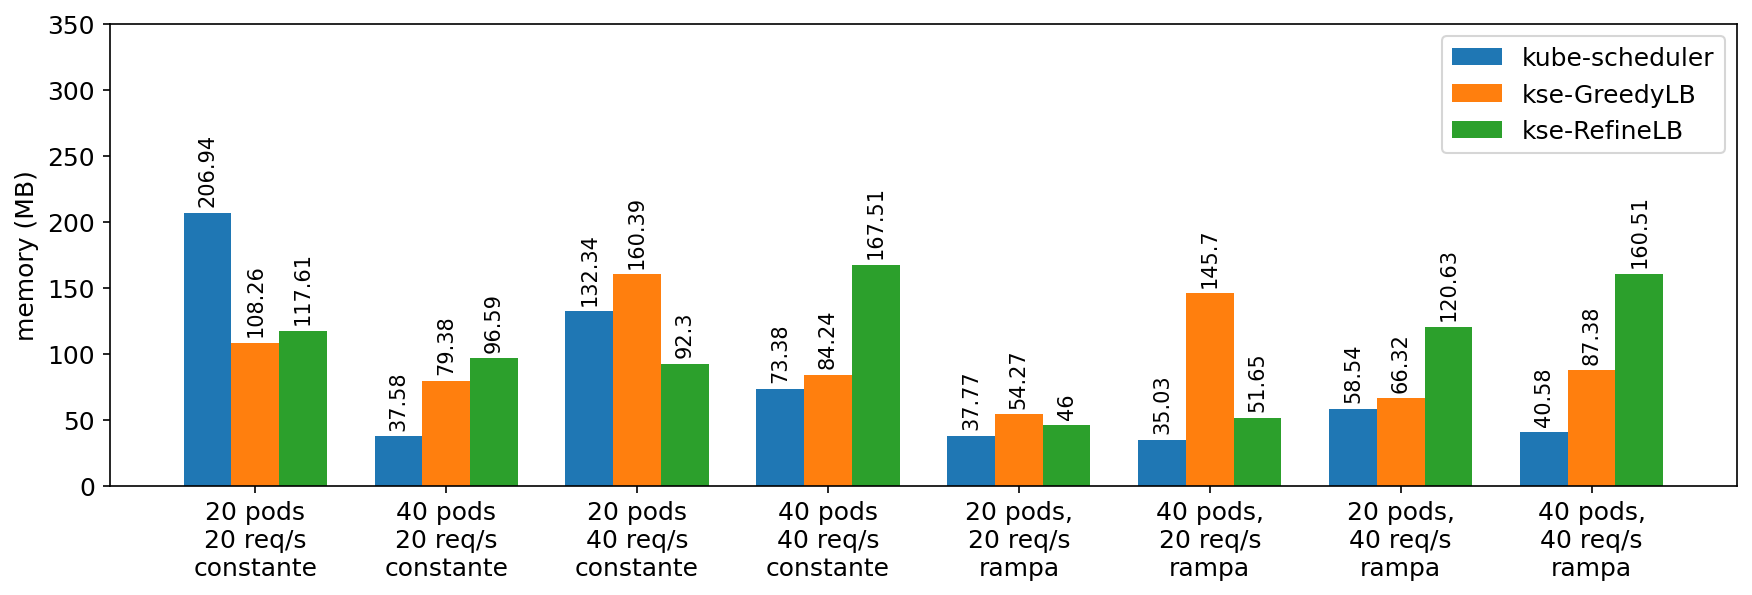 memory (MB)
350
300
250
200
150
100
50
0
kube-scheduler
kse-GreedyLB
kse-RefineLB
206.94
108.26
117.61
37.58
79.38
96.59
132.34
160.39
92.3
73.38
84.24
167.51
37.77
54.27
46
35.03
145.7
51.65
58.54
66.32
120.63
40.58
87.38
160.51
20 pods
20 req/s
constante
40 pods
20 req/s
constante
20 pods
40 req/s
constante
40 pods
40 req/s
constante
20 pods,
20 req/s
rampa
40 pods,
20 req/s
rampa
20 pods,
40 req/s
rampa
40 pods,
40 req/s
rampa